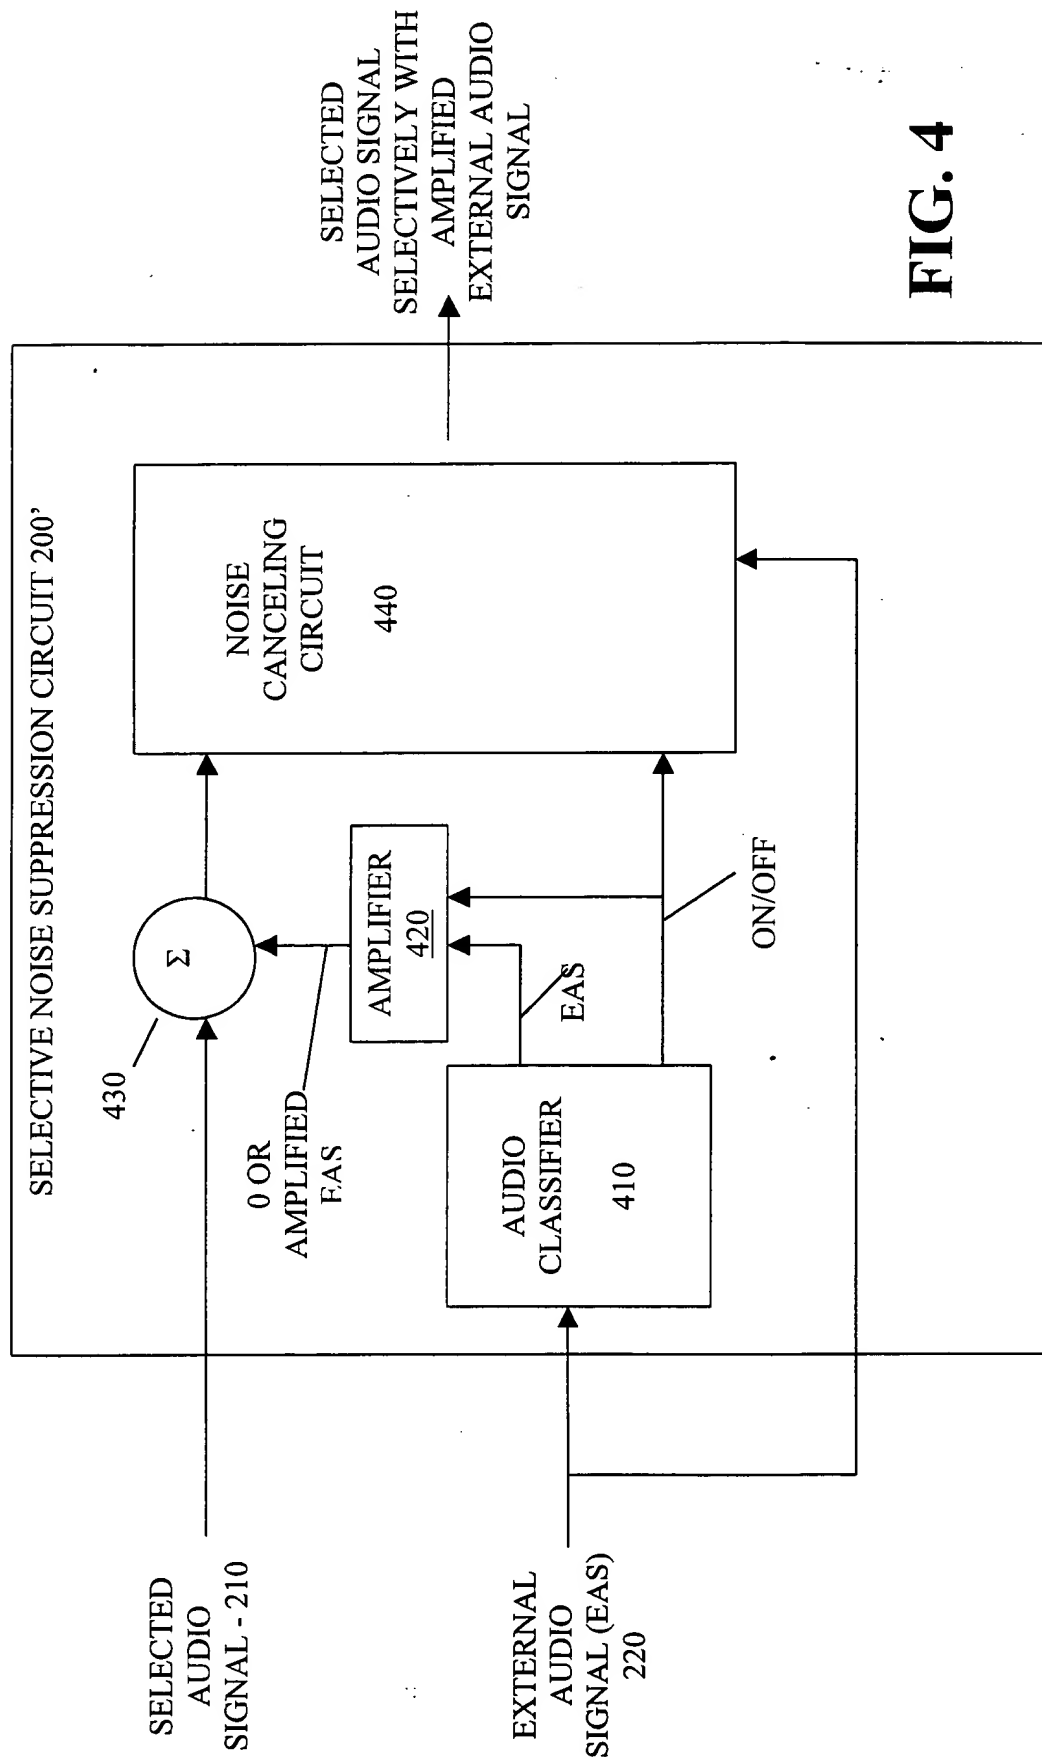 SELECTIVE NOISE SUPPRESSION CIRCUIT 200’
SELECTED
AUDIO
SIGNAL - 210
430
Σ
0 OR
AMPLIFIED
EAS
AMPLIFIER
420
NOISE
CANCELING
CIRCUIT
440
SELECTED
AUDIO SIGNAL
SELECTIVELY WITH
AMPLIFIED
EXTERNAL AUDIO
SIGNAL
EXTERNAL
AUDIO
SIGNAL (EAS)
220
AUDIO
CLASSIFIER
410
EAS
ON/OFF
FIG. 4